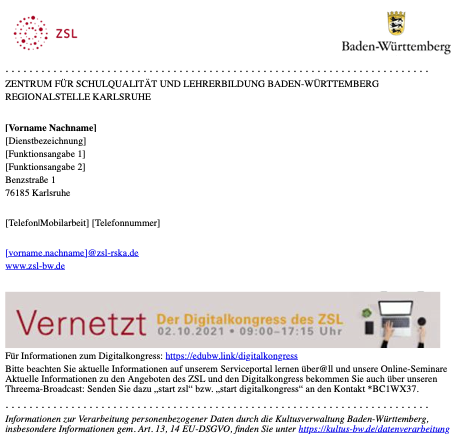 ZSL
Baden-Württemberg
- - - - - - - - - - - - - - - - - - - - - - - - - - - - - - - - - - - - - - - - - - - - - - - - - - - - - - - - - - - - - - - - - - - - - -
ZENTRUM FÜR SCHULQUALITÄT UND LEHRERBILDUNG BADEN-WÜRTTEMBERG
REGIONALSTELLE KARLSRUHE
[Vorname Nachname]
[Dienstbezeichnung]
[Funktionsangabe 1]
[Funktionsangabe 2]
Benzstraße 1
76185 Karlsruhe
[Telefon|Mobilarbeit] [Telefonnummer]
[vorname.nachname]@zsl-rska.de
www.zsl-bw.de
Vernetzt Der Digitalkongress des ZSL
02.10.2021 • 09:00–17:15 Uhr
Für Informationen zum Digitalkongress: https://edubw.link/digitalkongress
Bitte beachten Sie aktuelle Informationen auf unserem Serviceportal lernen über@ll und unsere Online-Seminare
Aktuelle Informationen zu den Angeboten des ZSL und den Digitalkongress bekommen Sie auch über unseren
Threema-Broadcast: Senden Sie dazu „start zsl“ bzw. „start digitalkongress“ an den Kontakt *BC1WX37.
- - - - - - - - - - - - - - - - - - - - - - - - - - - - - - - - - - - - - - - - - - - - - - - - - - - - - - - - - - - - - - - - - - - - - -
Informationen zur Verarbeitung personenbezogener Daten durch die Kultusverwaltung Baden-Württemberg,
insbesondere Informationen gem. Art. 13, 14 EU-DSGVO, finden Sie unter https://kultus-bw.de/datenverarbeitung